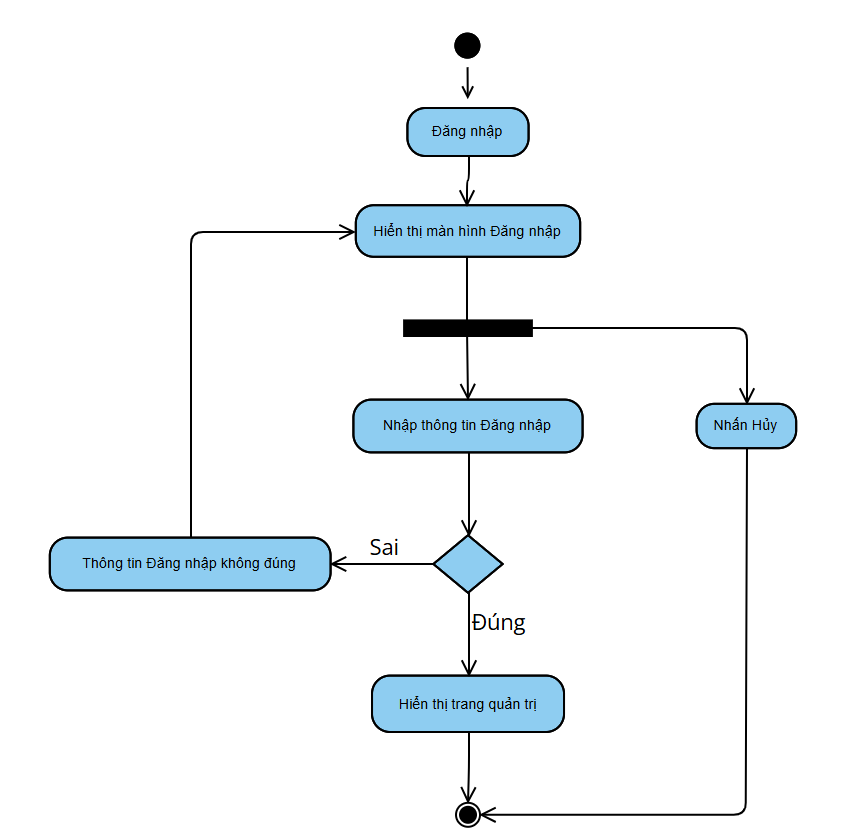 Đăng nhập
Hiển thị màn hình Đăng nhập
Nhập thông tin Đăng nhập
Nhấn Hủy
Sai
Thông tin Đăng nhập không đúng
Đúng
Hiển thị trang quản trị